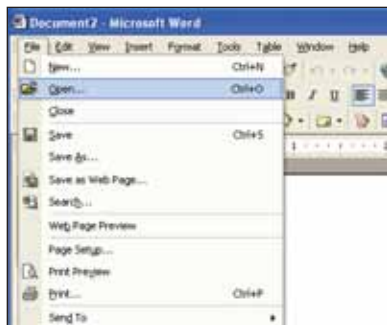 Document2 - Microsoft Word
File Edit View Insert Format Tools Table Window Help
New... Ctrl+N
Open... Ctrl+O
Close
Save Ctrl+S
Save As...
Save as Web Page...
Search...
Web Page Preview
Page Setup...
Print Preview
Print... Ctrl+P
Send To